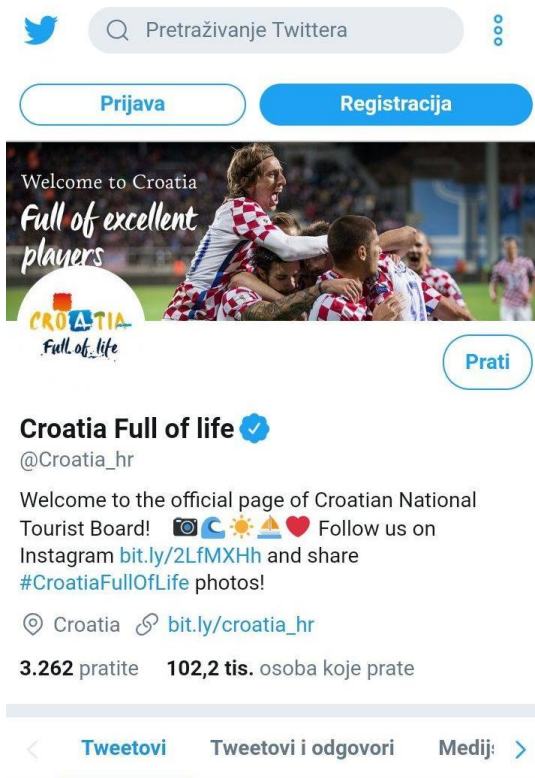 Pretraživanje Twittera
Prijava
Registracija
Welcome to Croatia
Full of excellent
players
CROATIA
Full of life
Prati
Croatia Full of life
@Croatia_hr
Welcome to the official page of Croatian National
Tourist Board! 📷🌊☀️⛵❤️ Follow us on
Instagram bit.ly/2LfMXHh and share
#CroatiaFullOfLife photos!
Croatia bit.ly/croatia_hr
3.262 pratite 102,2 tis. osoba koje prate
Tweetovi Tweetovi i odgovori Medij